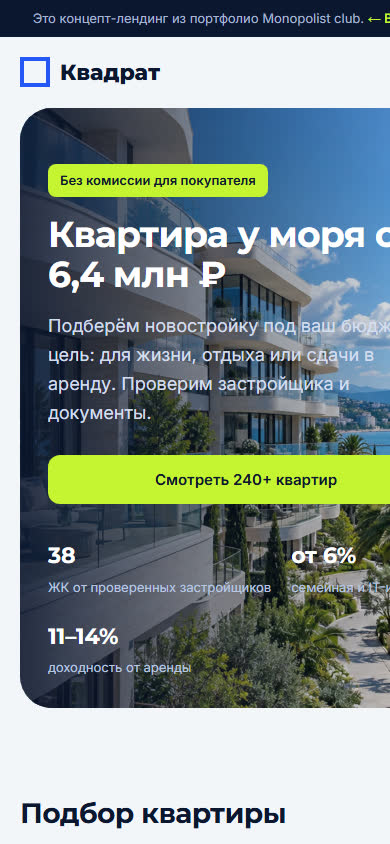 Это концепт-лендинг из портфолио Monopolist club. ←
Квадрат
Без комиссии для покупателя
Квартира у моря
6,4 млн ₽
Подберём новостройку под ваш
цель: для жизни, отдыха или сдачи в
аренду. Проверим застройщика и
документы.
Смотреть 240+ квартир
38
от 6%
ЖК от проверенных застройщиков
семейная и
11–14%
доходность от аренды
Подбор квартиры